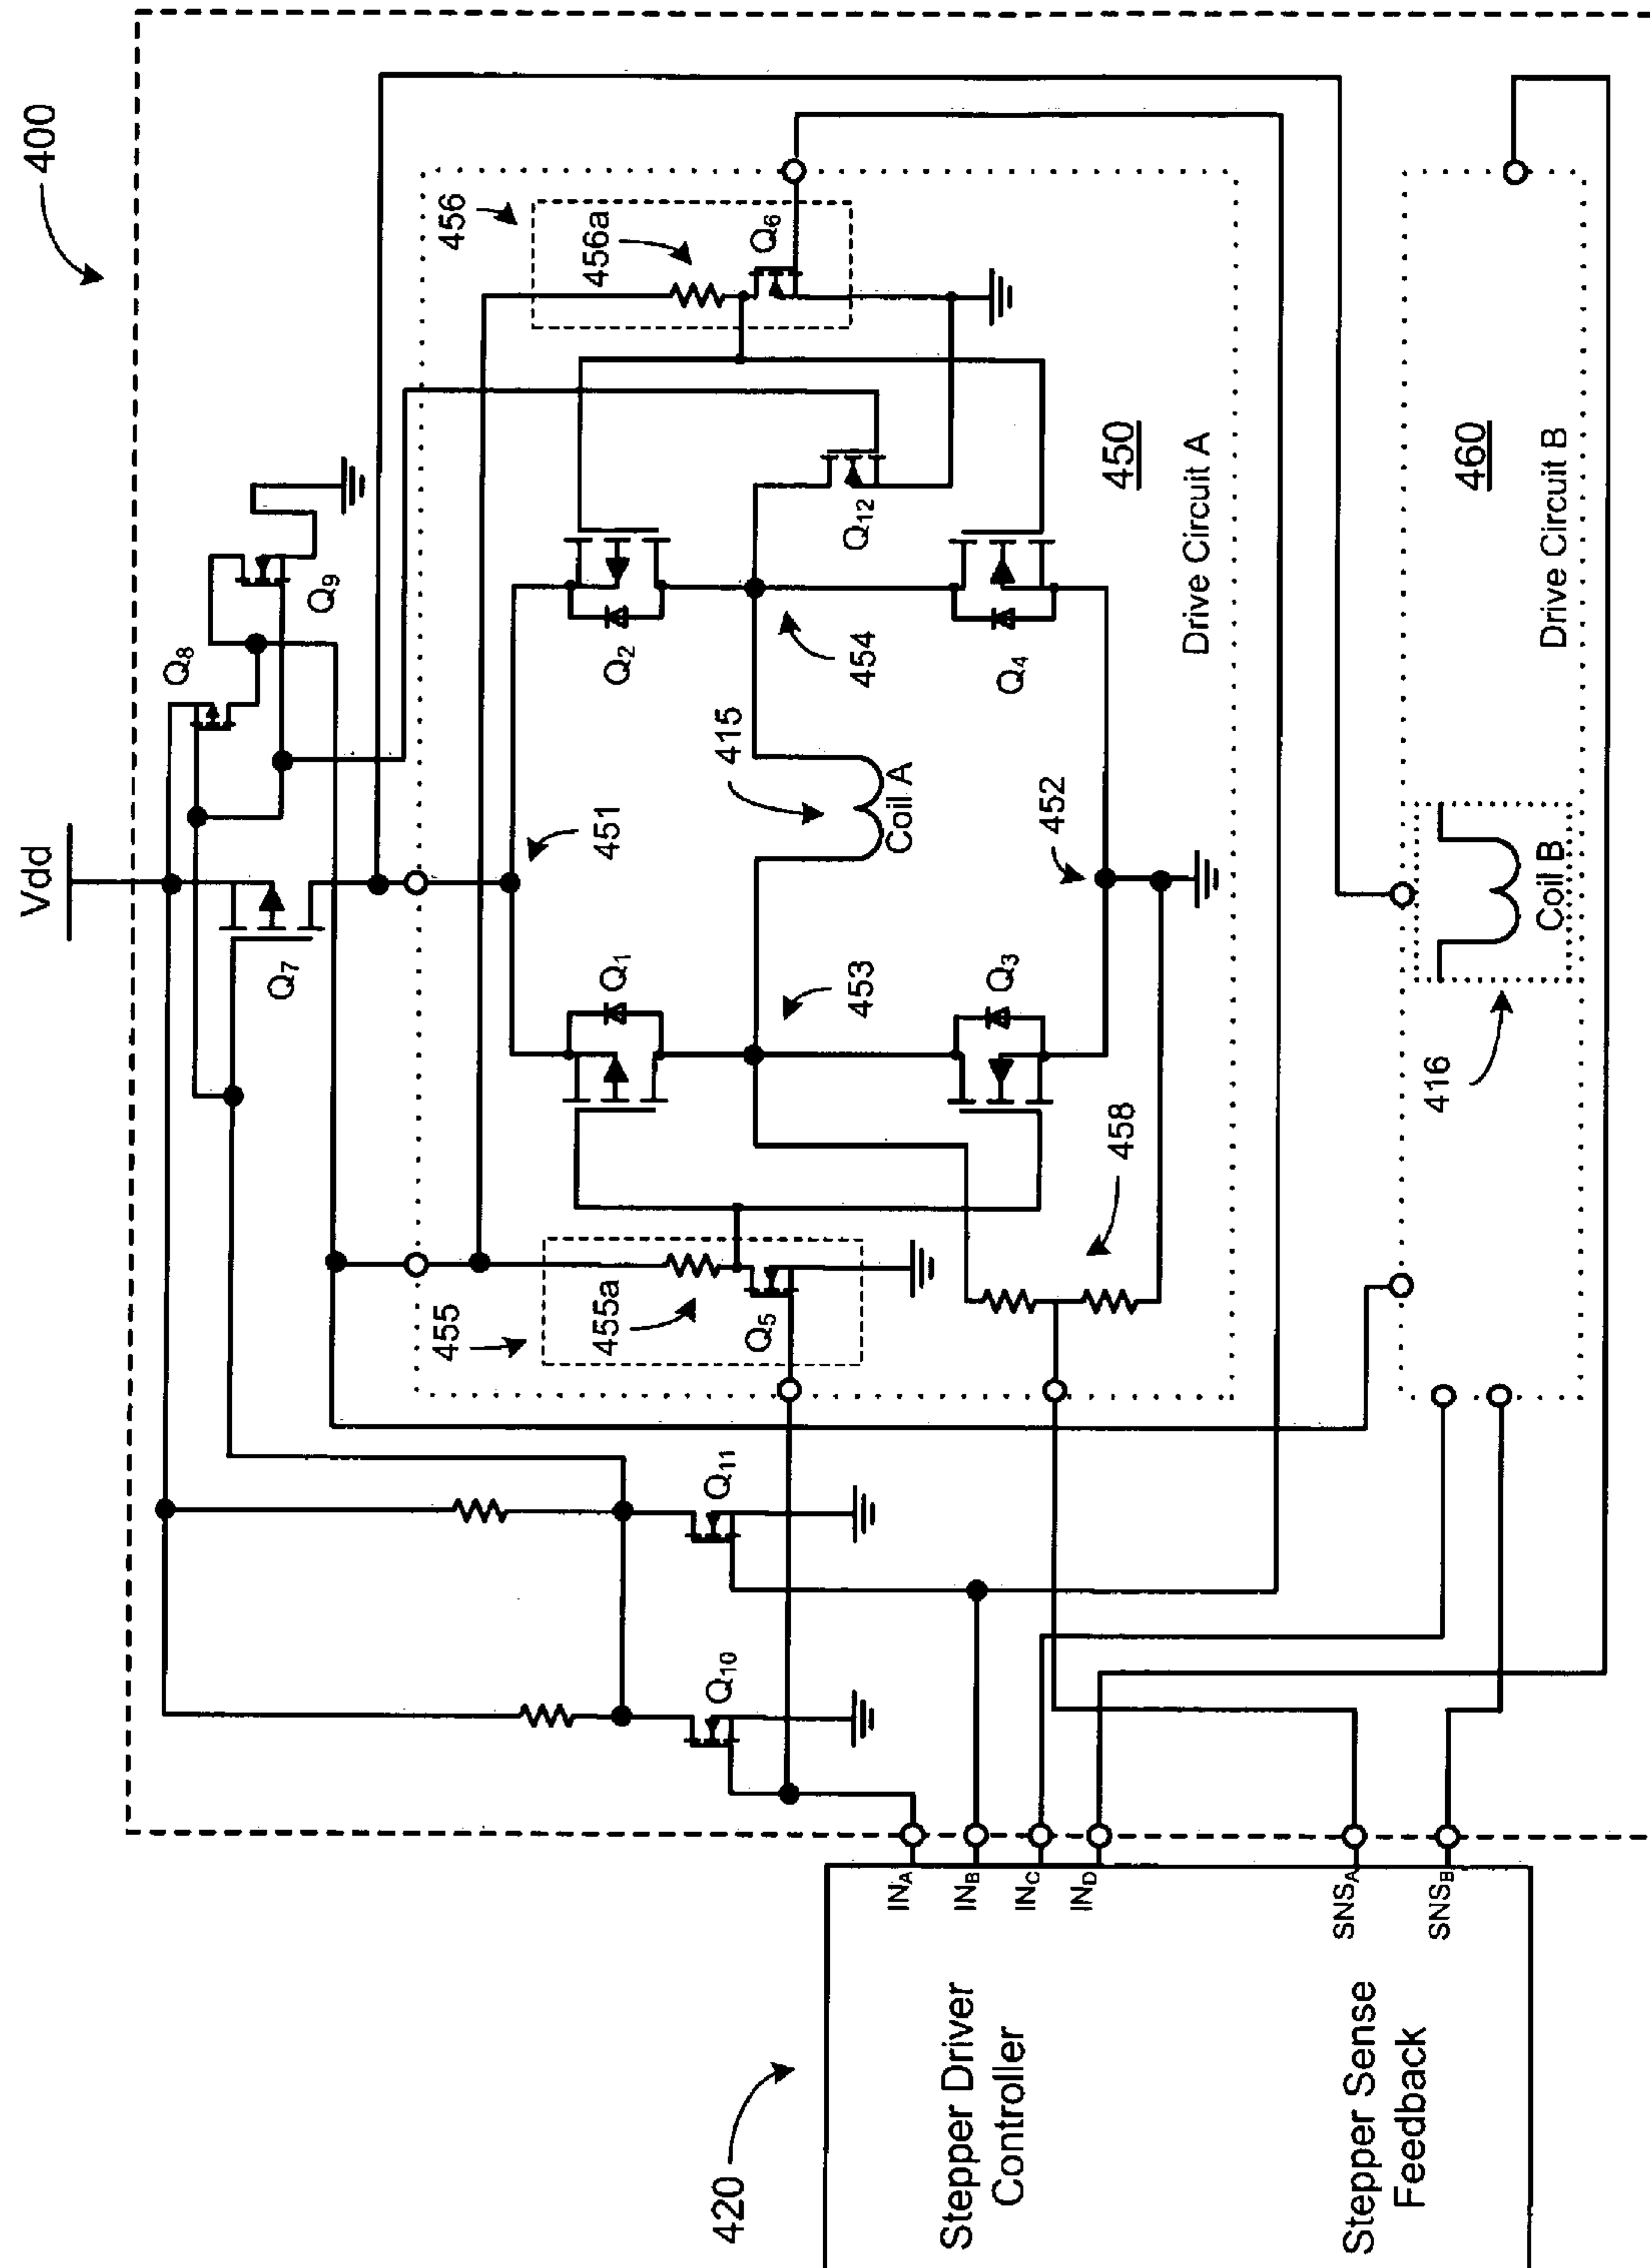 400
Vdd
Q8
Q9
Q7
456
456a
Q6
451
Q2
Q1
Q12
454
415
Coil A
453
450
Drive Circuit A
Q4
452
Q3
458
455
455a
Q5
Q11
Q10
460
Drive Circuit B
Coil B
416
INA
INB
INC
IND
SNSA
SNSB
420
Stepper Driver
Controller
Stepper Sense
Feedback